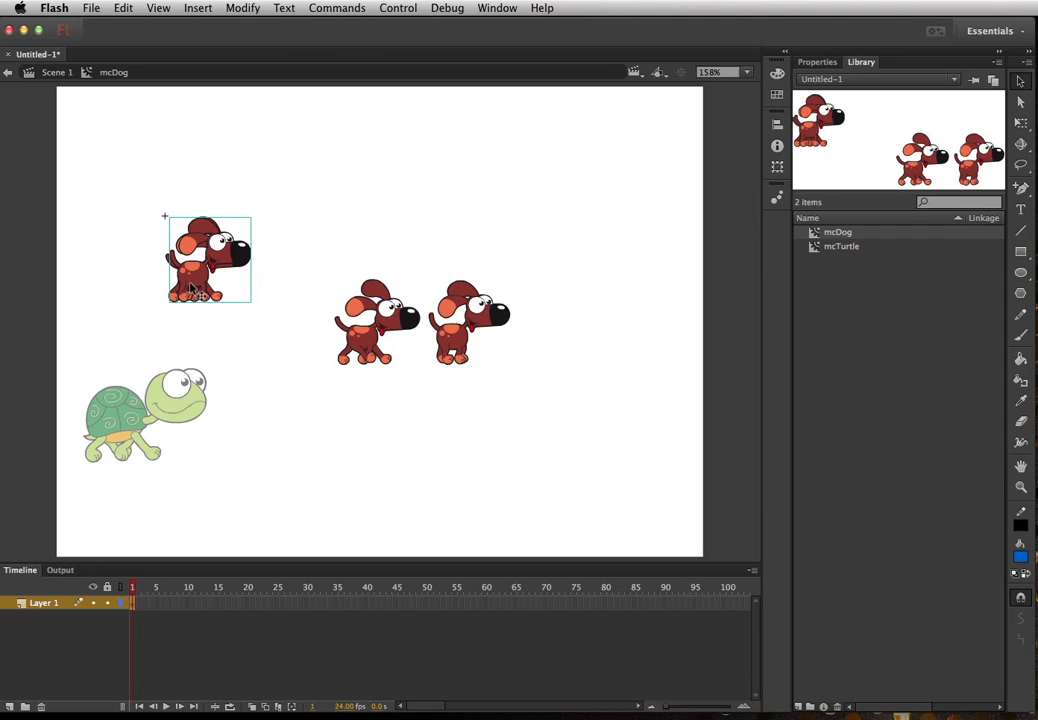 Flash File Edit View Insert Modify Text Commands Control Debug Window Help
Fl Essentials
Untitled-1*
Scene 1 mcDog 158%
Properties Library
Untitled-1
2 items
Name Linkage
mcDog
mcTurtle
Timeline Output
1 5 10 15 20 25 30 35 40 45 50 55 60 65 70 75 80 85 90 95 100
Layer 1
1 24.00 fps 0.0 s